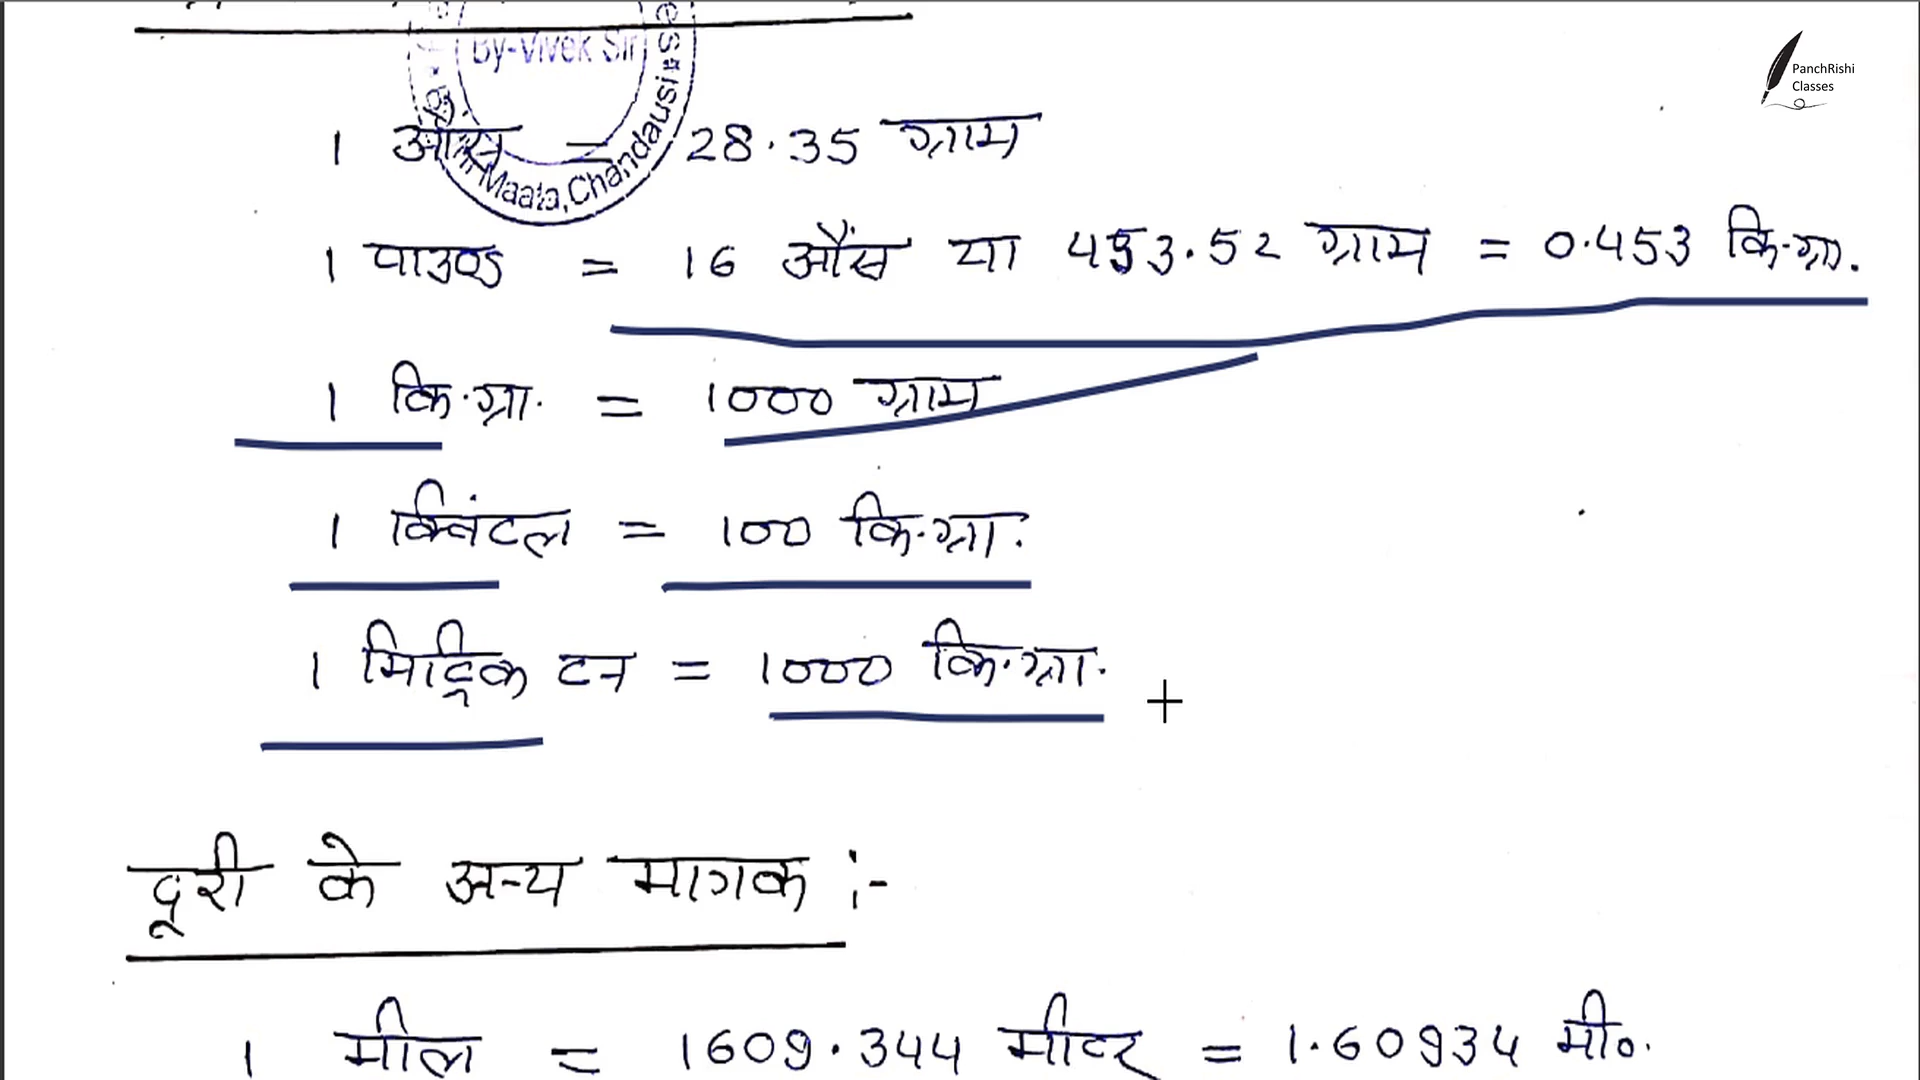 By-Vivek Sir
PanchRishi
Classes
Maata, Chandausi
1 औंस = 28.35 ग्राम
1 पाउण्ड = 16 औंस या 453.52 ग्राम = 0.453 कि.ग्रा.
1 कि.ग्रा. = 1000 ग्राम
1 क्विंटल = 100 कि.ग्रा.
1 मिट्रिक टन = 1000 कि.ग्रा.
दूरी के अन्य मात्रक :-
1 मील = 1609.344 मीटर = 1.60934 मी०.